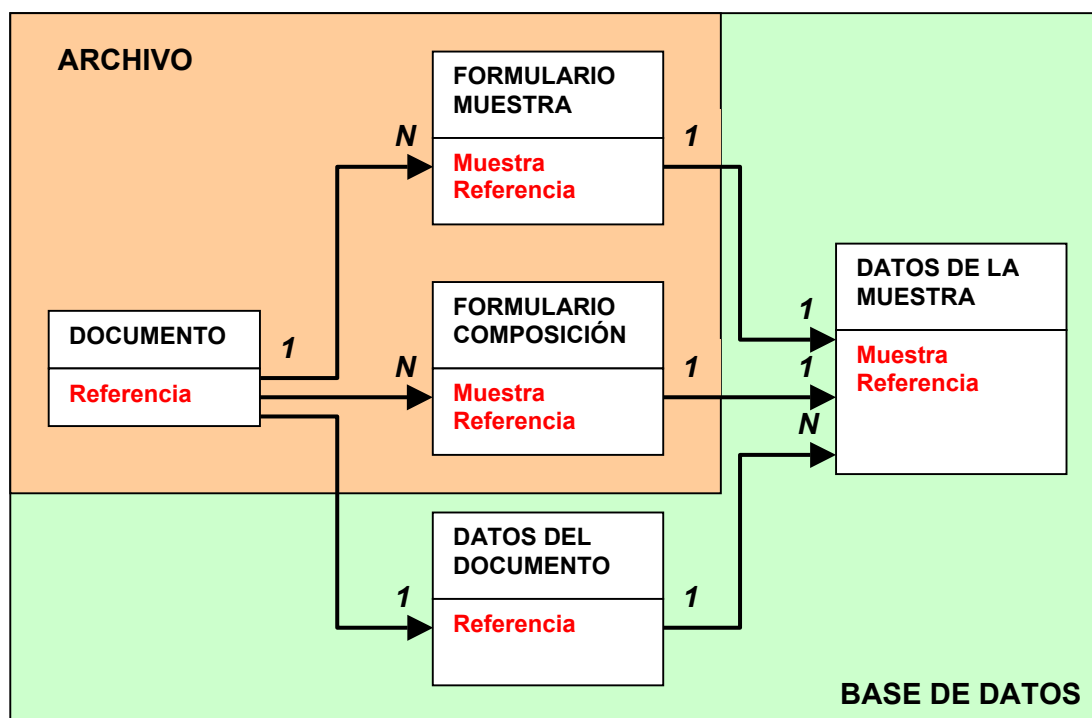 ARCHIVO
FORMULARIO
MUESTRA
N
1
Muestra
Referencia
DATOS DE LA
MUESTRA
FORMULARIO
COMPOSICIÓN
1
DOCUMENTO
1
N
1
1
Muestra
Referencia
Referencia
Muestra
Referencia
N
DATOS DEL
DOCUMENTO
1
1
Referencia
BASE DE DATOS